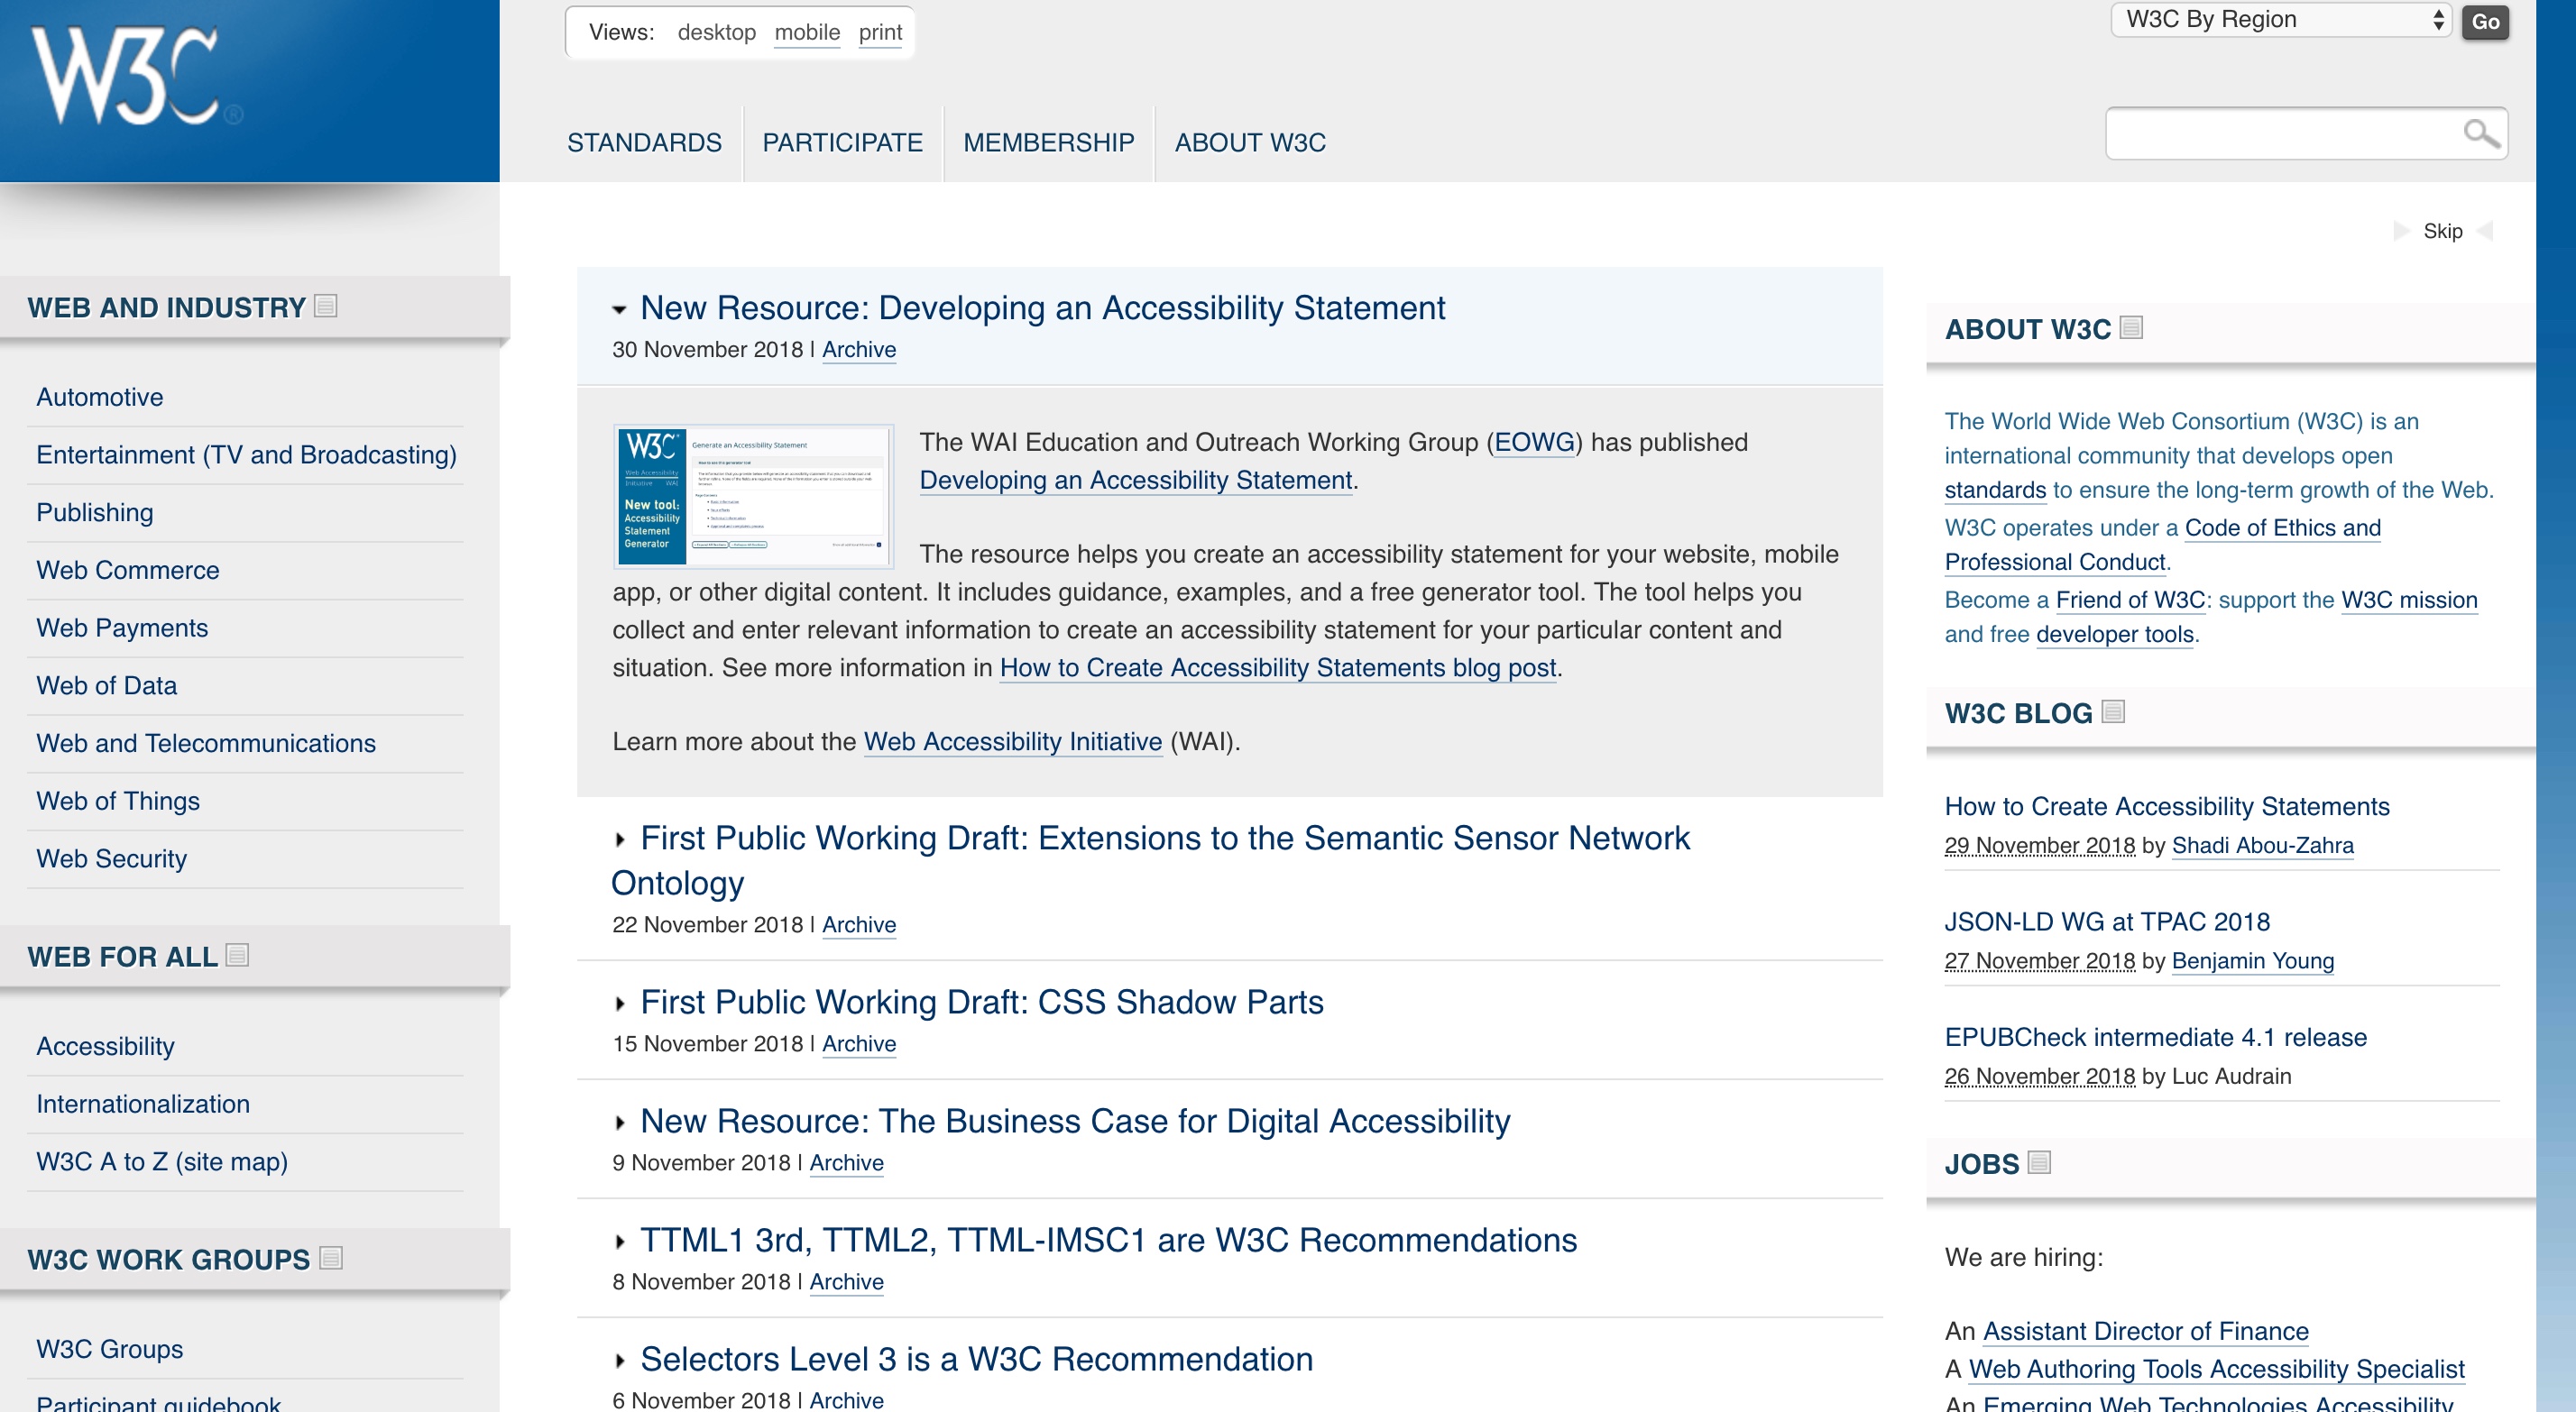 W3C®
Views: desktop mobile print
W3C By Region
Go
STANDARDS
PARTICIPATE
MEMBERSHIP
ABOUT W3C
Skip
WEB AND INDUSTRY
Automotive
Entertainment (TV and Broadcasting)
Publishing
Web Commerce
Web Payments
Web of Data
Web and Telecommunications
Web of Things
Web Security
WEB FOR ALL
Accessibility
Internationalization
W3C A to Z (site map)
W3C WORK GROUPS
W3C Groups
Participant guidebook
New Resource: Developing an Accessibility Statement
30 November 2018 | Archive
W3C
Web Accessibility
Initiative WAI
New tool:
Accessibility
Statement
Generator
Generate an Accessibility Statement
The WAI Education and Outreach Working Group (EOWG) has published
Developing an Accessibility Statement.
The resource helps you create an accessibility statement for your website, mobile
app, or other digital content. It includes guidance, examples, and a free generator tool. The tool helps you
collect and enter relevant information to create an accessibility statement for your particular content and
situation. See more information in How to Create Accessibility Statements blog post.
Learn more about the Web Accessibility Initiative (WAI).
First Public Working Draft: Extensions to the Semantic Sensor Network
Ontology
22 November 2018 | Archive
First Public Working Draft: CSS Shadow Parts
15 November 2018 | Archive
New Resource: The Business Case for Digital Accessibility
9 November 2018 | Archive
TTML1 3rd, TTML2, TTML-IMSC1 are W3C Recommendations
8 November 2018 | Archive
Selectors Level 3 is a W3C Recommendation
6 November 2018 | Archive
ABOUT W3C
The World Wide Web Consortium (W3C) is an
international community that develops open
standards to ensure the long-term growth of the Web.
W3C operates under a Code of Ethics and
Professional Conduct.
Become a Friend of W3C: support the W3C mission
and free developer tools.
W3C BLOG
How to Create Accessibility Statements
29 November 2018 by Shadi Abou-Zahra
JSON-LD WG at TPAC 2018
27 November 2018 by Benjamin Young
EPUBCheck intermediate 4.1 release
26 November 2018 by Luc Audrain
JOBS
We are hiring:
An Assistant Director of Finance
A Web Authoring Tools Accessibility Specialist
An Emerging Web Technologies Accessibility